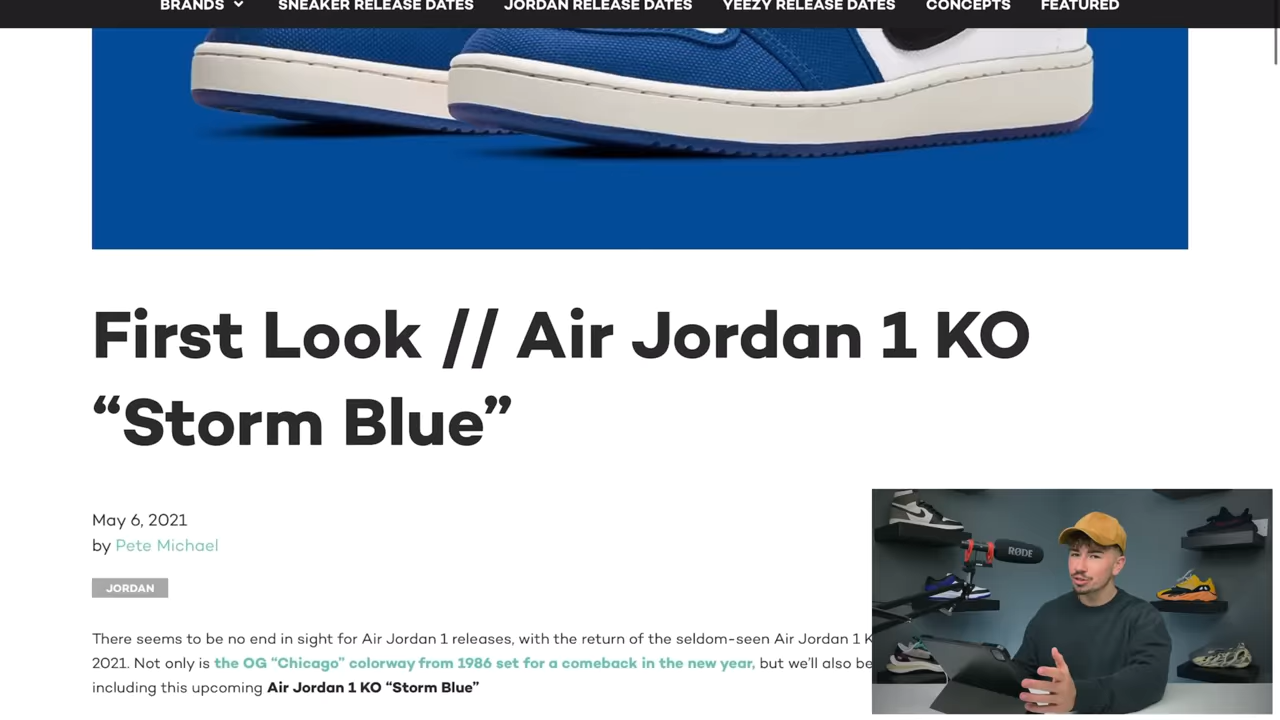 BRANDS SNEAKER RELEASE DATES JORDAN RELEASE DATES YEEZY RELEASE DATES CONCEPTS FEATURED
First Look // Air Jordan 1 KO
“Storm Blue”
May 6, 2021
by Pete Michael
JORDAN
There seems to be no end in sight for Air Jordan 1 releases, with the return of the seldom-seen Air Jordan 1
2021. Not only is the OG “Chicago” colorway from 1986 set for a comeback in the new year, but we’ll also be
including this upcoming Air Jordan 1 KO “Storm Blue”
RØDE